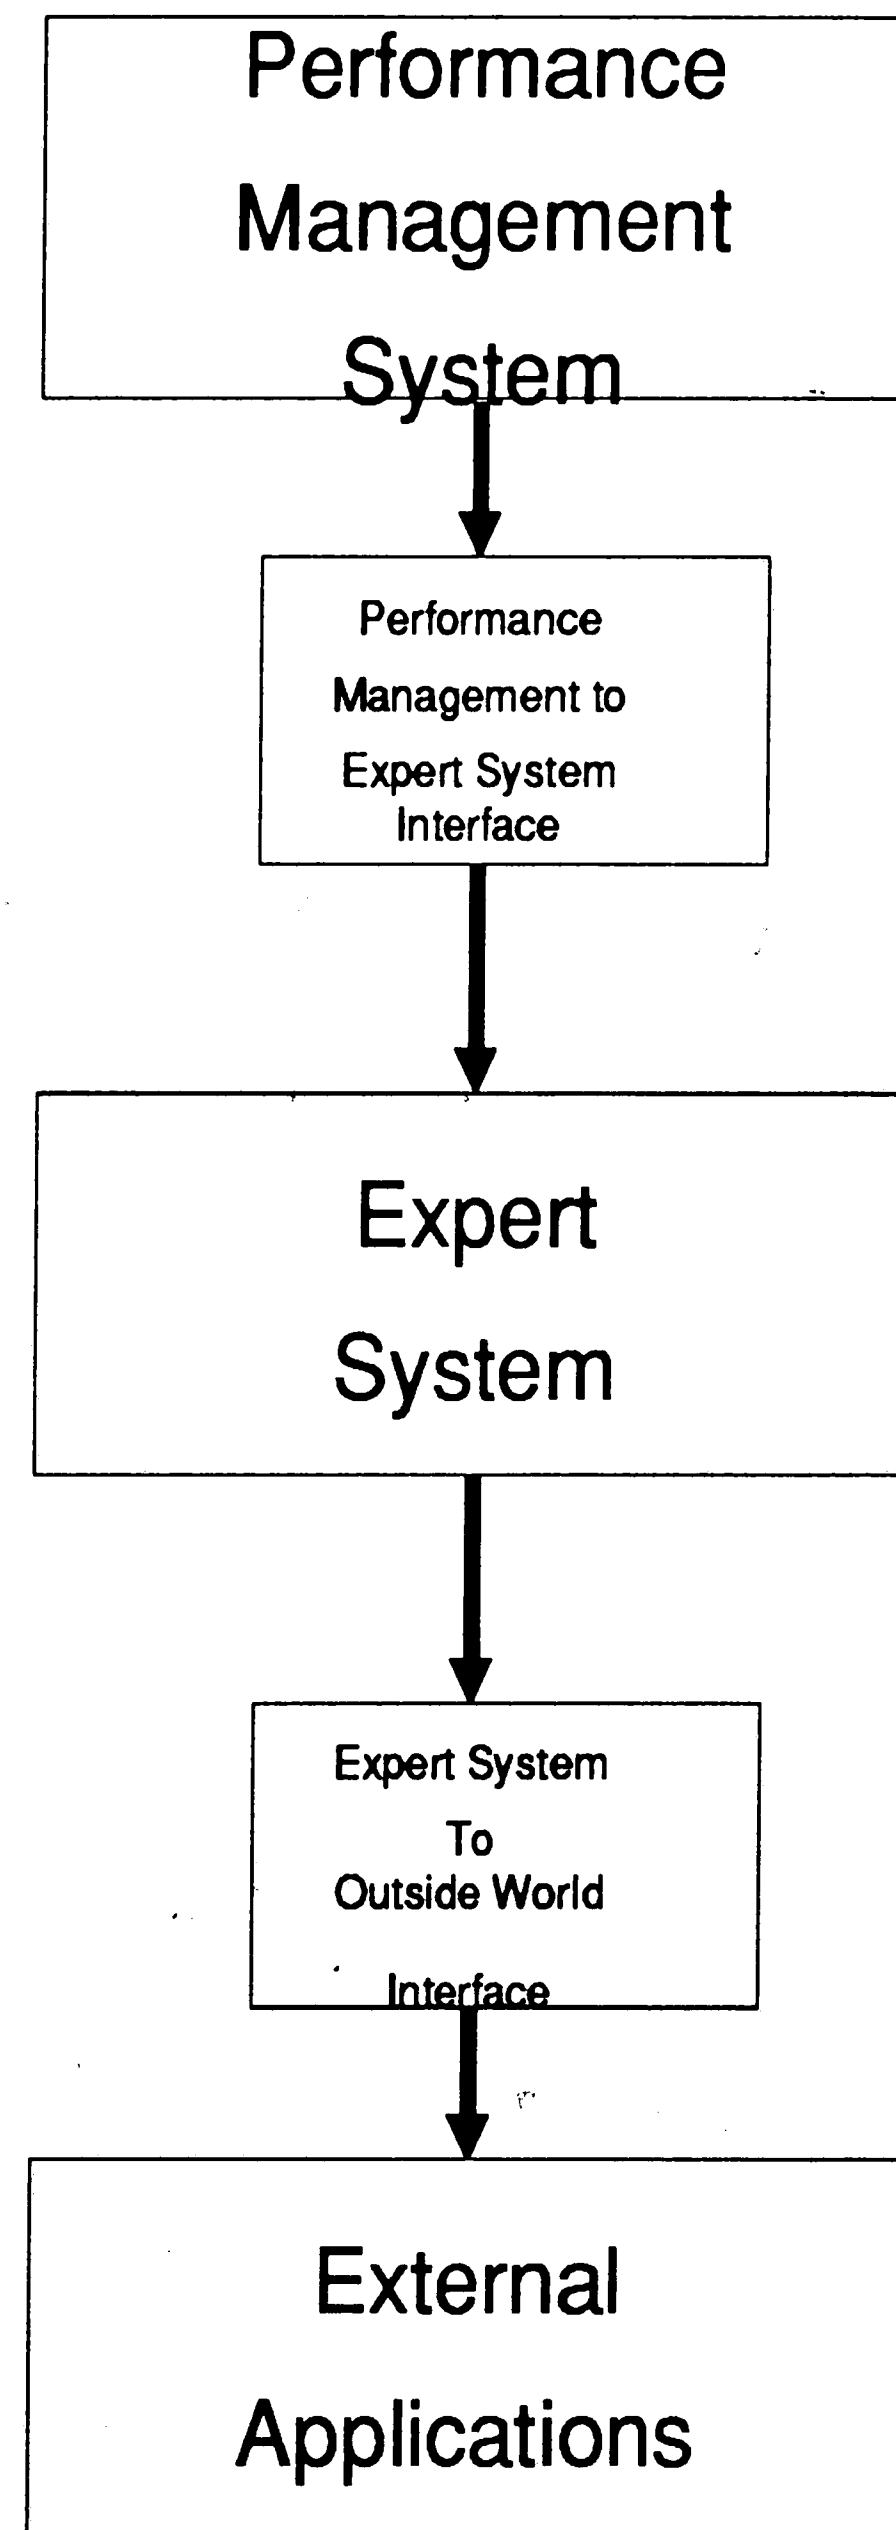 Performance
Management
System
Performance
Management to
Expert System
Interface
Expert
System
Expert System
To
Outside World
Interface
External
Applications